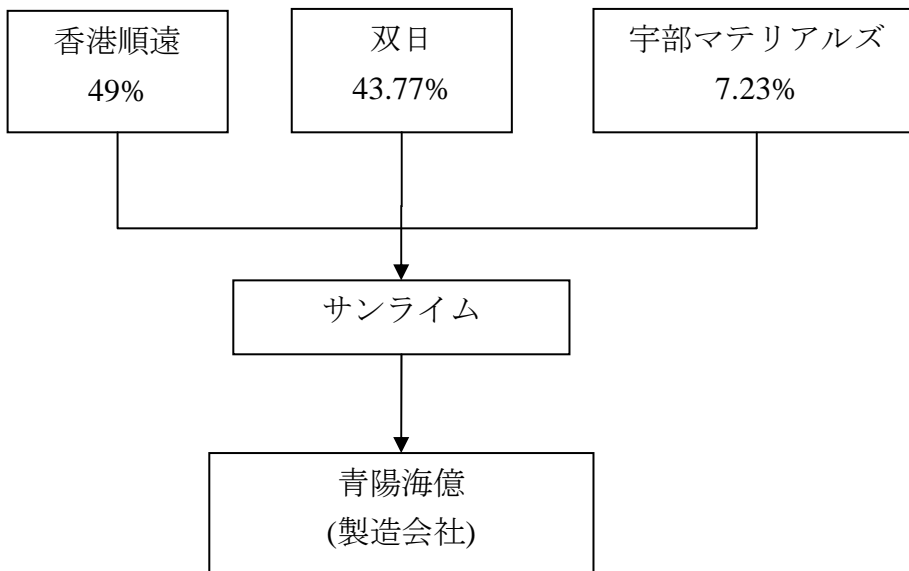 香港順遠
49%
双日
43.77%
宇部マテリアルズ
7.23%
サンライム
青陽海億
(製造会社)